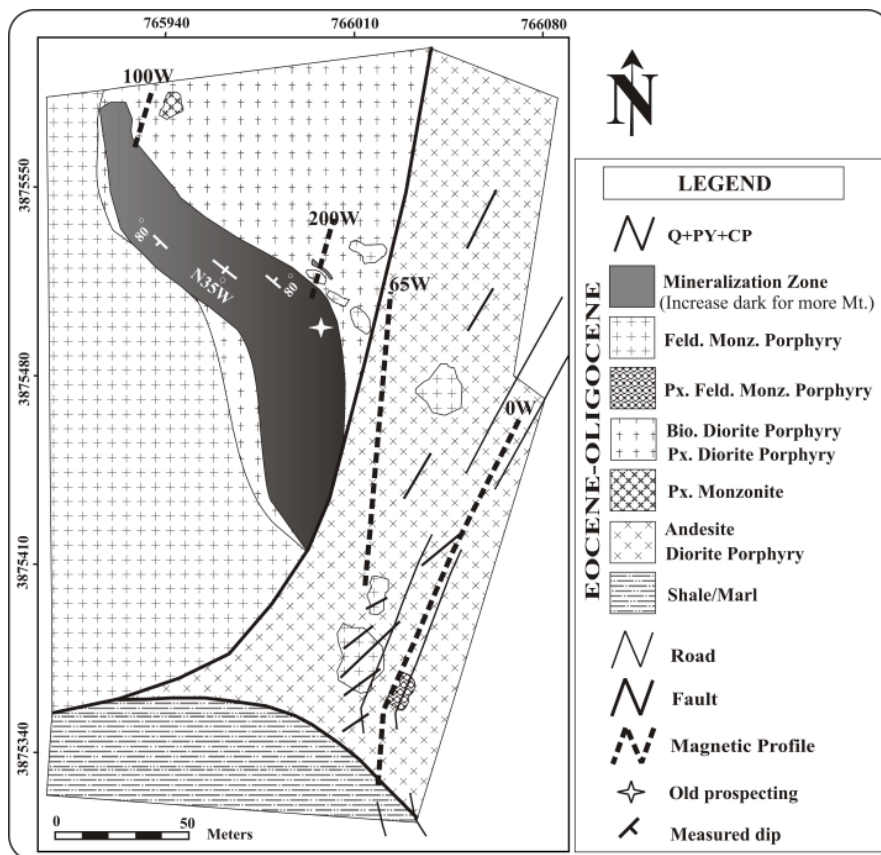 765940 766010 766080
100W
3875550
200W
80°
N35W
80°
65W
3875480
0W
3875410
3875340
0 50
Meters
N
LEGEND
EOCENE-OLIGOCENE
Q+PY+CP
Mineralization Zone
(Increase dark for more Mt.)
Feld. Monz. Porphyry
Px. Feld. Monz. Porphyry
Bio. Diorite Porphyry
Px. Diorite Porphyry
Px. Monzonite
Andesite
Diorite Porphyry
Shale/Marl
Road
Fault
Magnetic Profile
Old prospecting
Measured dip